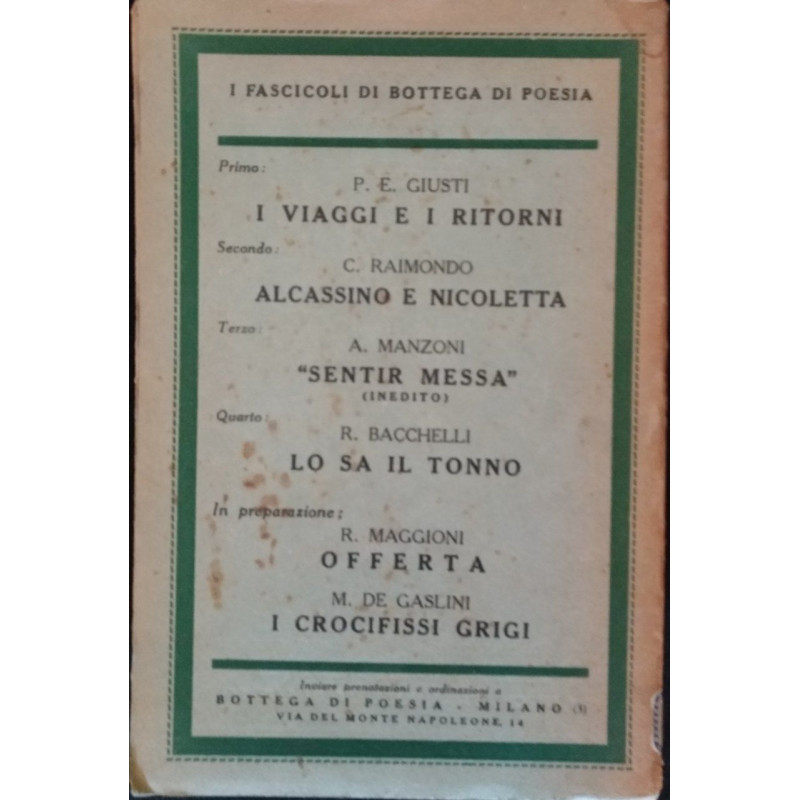 I FASCICOLI DI BOTTEGA DI POESIA
Primo:
P. E. GIUSTI
I VIAGGI E I RITORNI
Secondo:
C. RAIMONDO
ALCASSINO E NICOLETTA
Terzo:
A. MANZONI
"SENTIR MESSA"
(INEDITO)
Quarto:
R. BACCHELLI
LO SA IL TONNO
In preparazione:
R. MAGGIONI
OFFERTA
M. DE GASLINI
I CROCIFISSI GRIGI
Inviare prenotazioni e ordinazioni a
BOTTEGA DI POESIA - MILANO (3)
VIA DEL MONTE NAPOLEONE, 14